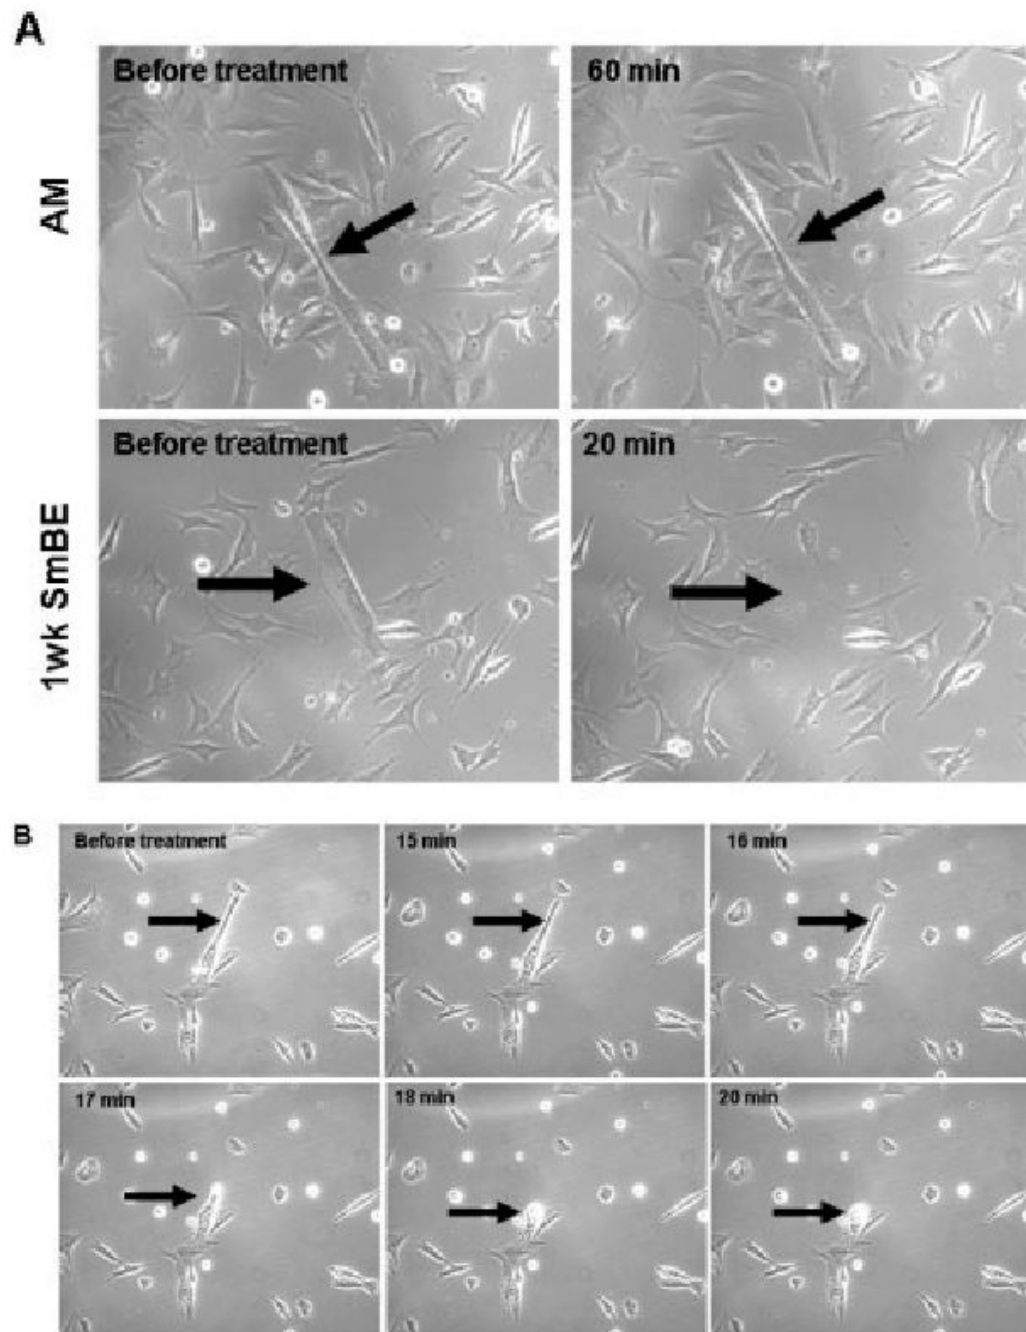 A
Before treatment
60 min
AM
Before treatment
20 min
1wk SmBE
B
Before treatment
15 min
16 min
17 min
18 min
20 min